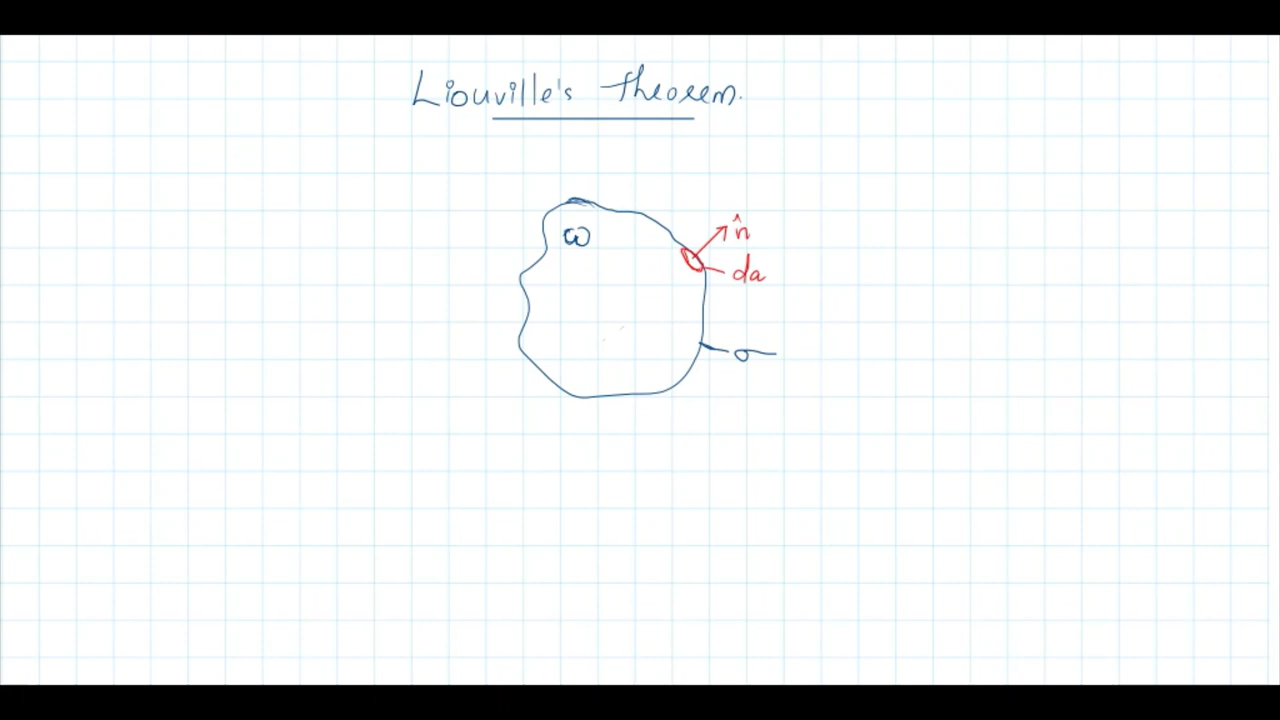 Liouville's theorem.
ω
n̂
da
σ